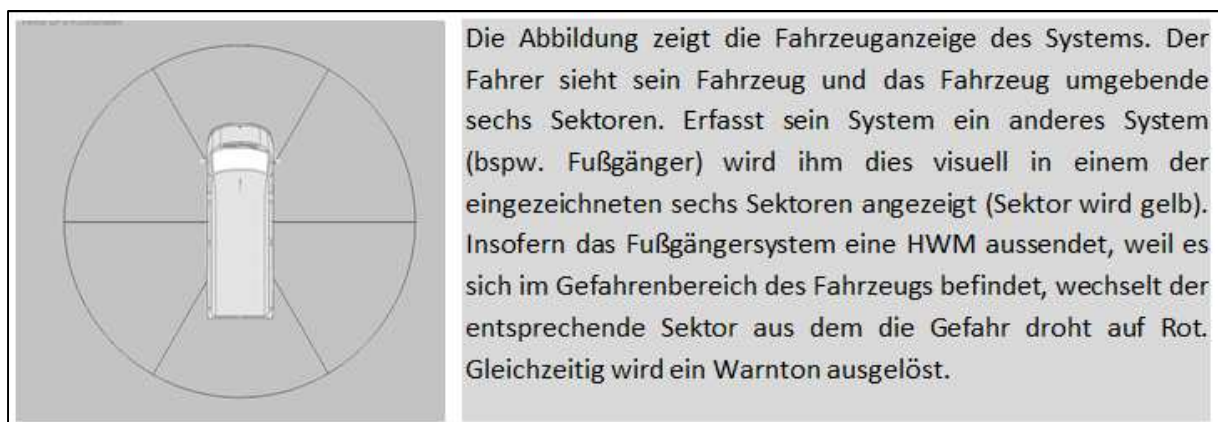 Die Abbildung zeigt die Fahrzeuganzeige des Systems. Der
Fahrer sieht sein Fahrzeug und das Fahrzeug umgebende
sechs Sektoren. Erfasst sein System ein anderes System
(bspw. Fußgänger) wird ihm dies visuell in einem der
eingezeichneten sechs Sektoren angezeigt (Sektor wird gelb).
Insofern das Fußgängersystem eine HWM aussendet, weil es
sich im Gefahrenbereich des Fahrzeugs befindet, wechselt der
entsprechende Sektor aus dem die Gefahr droht auf Rot.
Gleichzeitig wird ein Warnton ausgelöst.